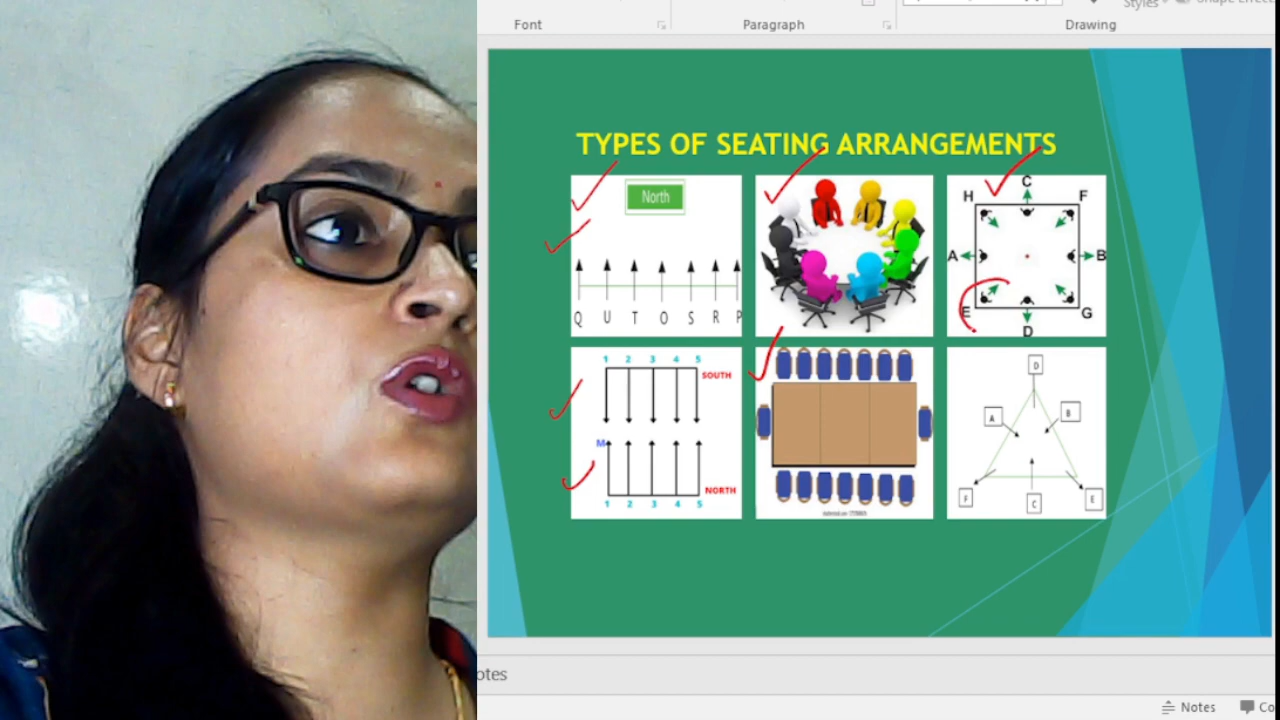 Font
Paragraph
Drawing
Styles
TYPES OF SEATING ARRANGEMENTS
North
Q U T O S R P
H C F
A B
E G
D
1 2 3 4 5
SOUTH
M
NORTH
1 2 3 4 5
D
A B
F C E
otes
Notes
Co